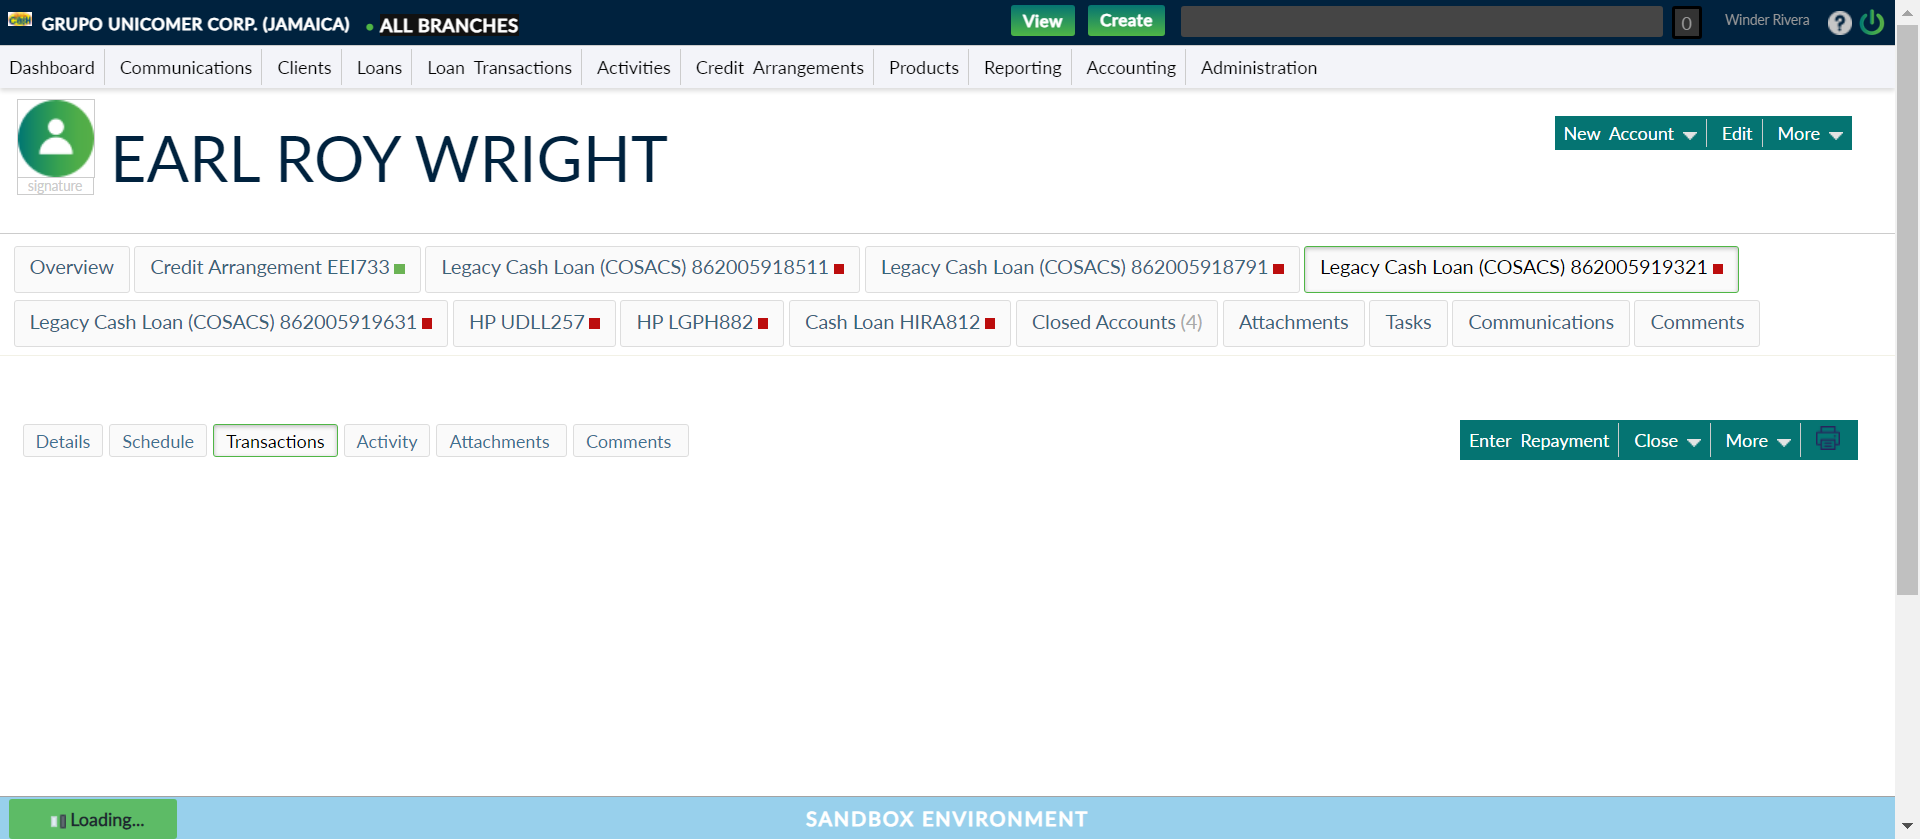 Cash GRUPO UNICOMER CORP. (JAMAICA) • ALL BRANCHES View Create 0 Winder Rivera ?
Dashboard Communications Clients Loans Loan Transactions Activities Credit Arrangements Products Reporting Accounting Administration
EARL ROY WRIGHT
signature
New Account Edit More
Overview Credit Arrangement EEI733 Legacy Cash Loan (COSACS) 862005918511 Legacy Cash Loan (COSACS) 862005918791 Legacy Cash Loan (COSACS) 862005919321
Legacy Cash Loan (COSACS) 862005919631 HP UDLL257 HP LGPH882 Cash Loan HIRA812 Closed Accounts (4) Attachments Tasks Communications Comments
Details Schedule Transactions Activity Attachments Comments Enter Repayment Close More
Loading... SANDBOX ENVIRONMENT